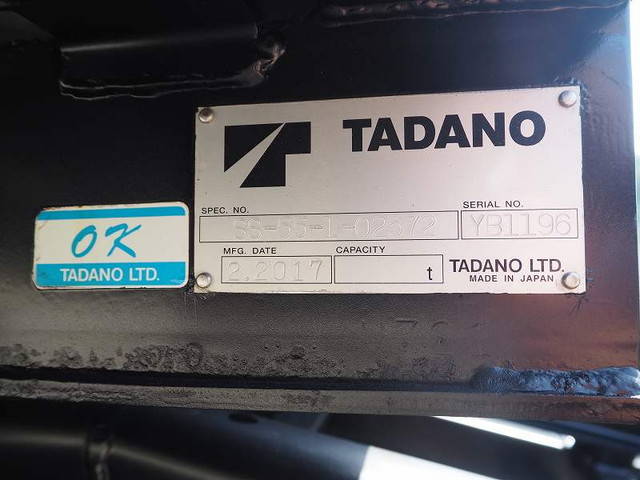 TADANO
SPEC. NO.
SERIAL NO.
SS-55-1-02572
YB1196
MFG. DATE
CAPACITY
2.2017
t
TADANO LTD.
MADE IN JAPAN
OK
TADANO LTD.